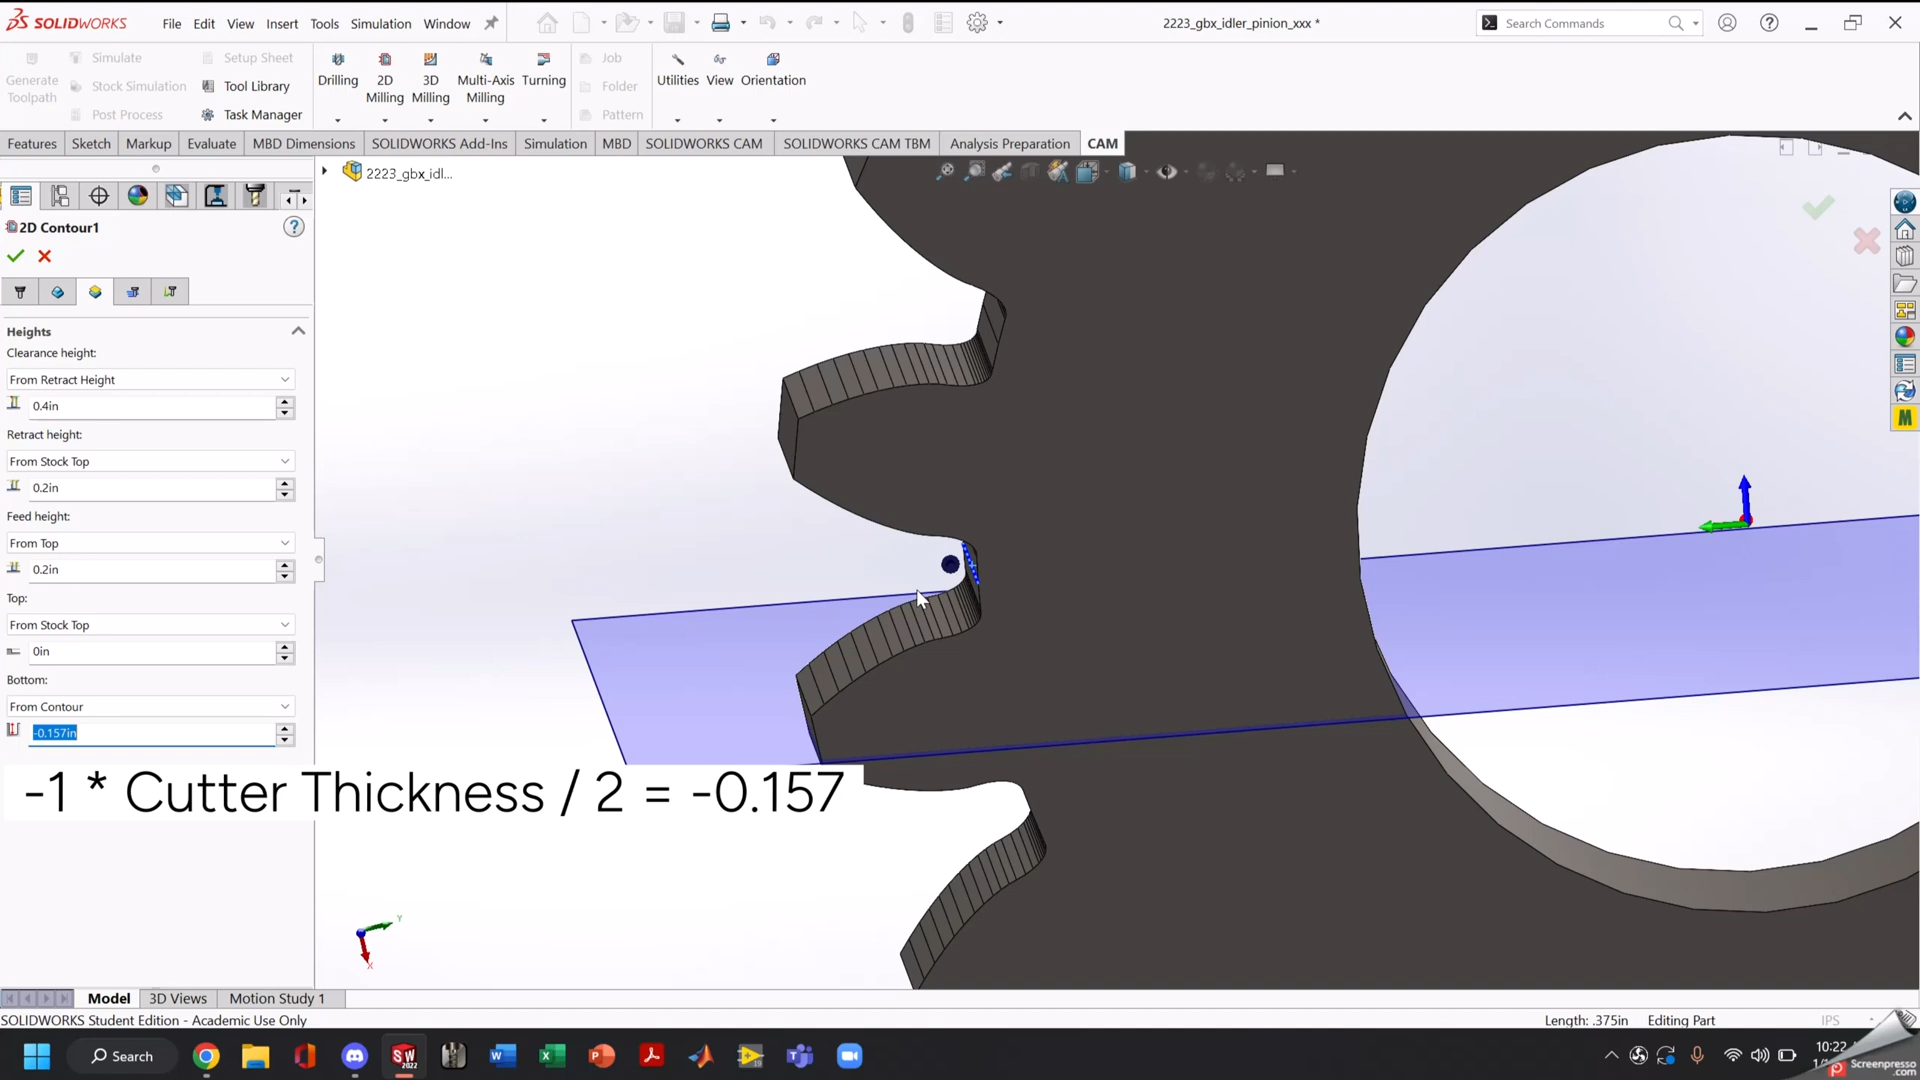 SOLIDWORKS File Edit View Insert Tools Simulation Window 2223_gbx_idler_pinion_xxx * Search Commands
Generate Toolpath
Simulate
Stock Simulation
Post Process
Setup Sheet
Tool Library
Task Manager
Drilling
2D Milling
3D Milling
Multi-Axis Milling
Turning
Job
Folder
Pattern
Utilities
View
Orientation
Features Sketch Markup Evaluate MBD Dimensions SOLIDWORKS Add-Ins Simulation MBD SOLIDWORKS CAM SOLIDWORKS CAM TBM Analysis Preparation CAM
2223_gbx_idl...
2D Contour1
Heights
Clearance height:
From Retract Height
0.4in
Retract height:
From Stock Top
0.2in
Feed height:
From Top
0.2in
Top:
From Stock Top
0in
Bottom:
From Contour
-0.157in
-1 * Cutter Thickness / 2 = -0.157
Y
X
Model 3D Views Motion Study 1
SOLIDWORKS Student Edition - Academic Use Only Length: .375in Editing Part IPS
Search
10:22
Screenpresso
.com